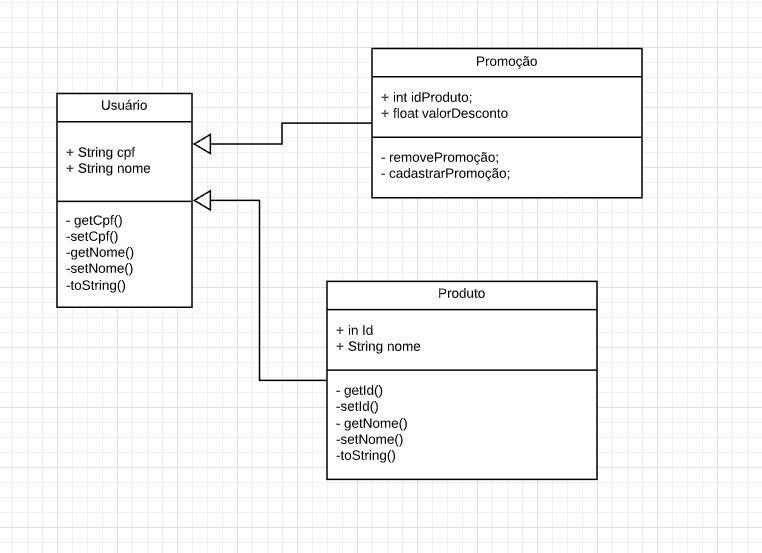 Usuário
+ String cpf
+ String nome
- getCpf()
-setCpf()
-getNome()
-setNome()
-toString()
Promoção
+ int idProduto;
+ float valorDesconto
- removePromoção;
- cadastrarPromoção;
Produto
+ in Id
+ String nome
- getId()
-setId()
- getNome()
-setNome()
-toString()